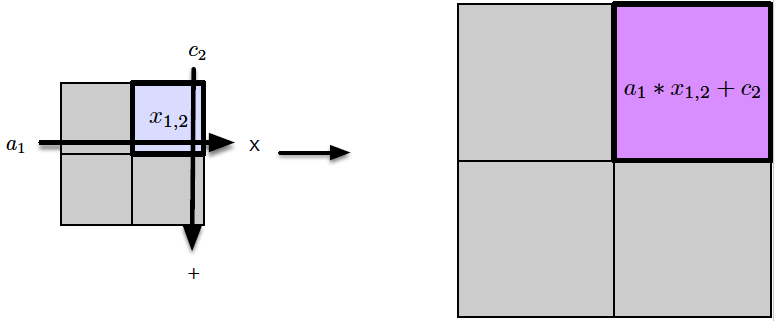 c₂
x₁,₂
a₁
x
a₁ * x₁,₂ + c₂
+